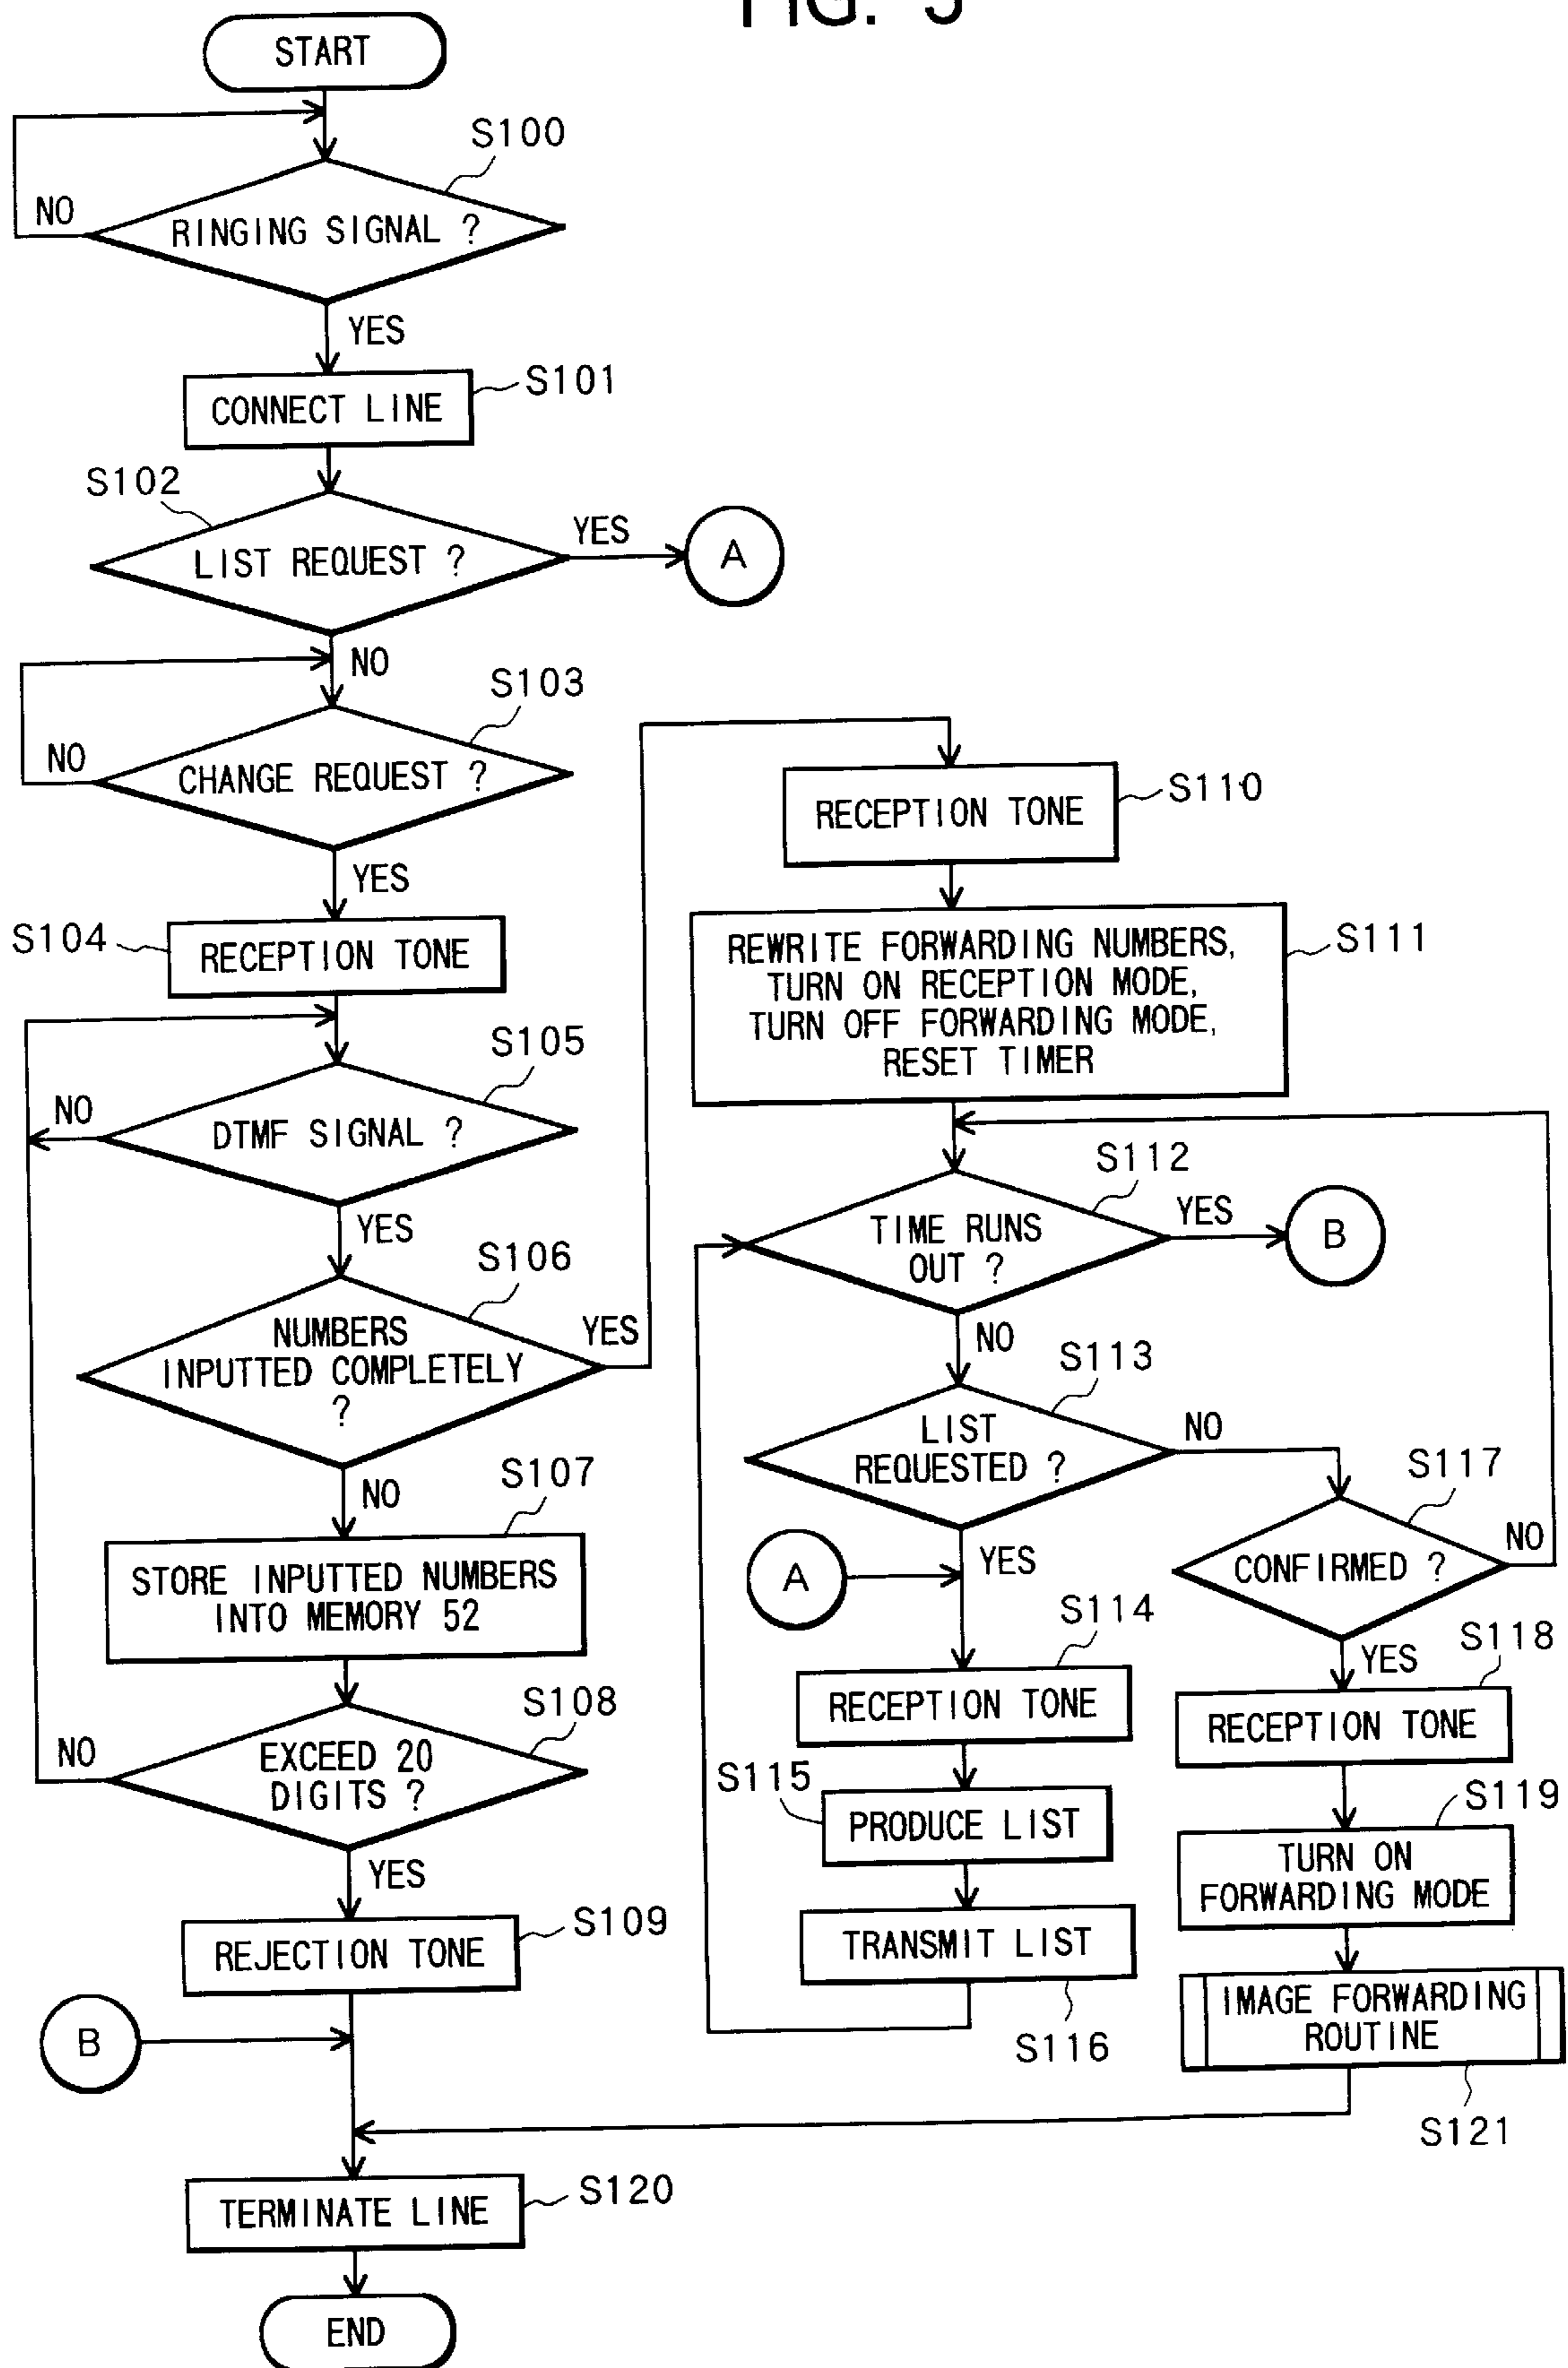 START
S100
NO
RINGING SIGNAL ?
YES
CONNECT LINE
S101
S102
LIST REQUEST ?
YES
A
NO
S103
NO
CHANGE REQUEST ?
YES
S104
RECEPTION TONE
S105
NO
DTMF SIGNAL ?
YES
S106
NUMBERS
INPUTTED COMPLETELY
?
YES
NO
S107
STORE INPUTTED NUMBERS
INTO MEMORY 52
S108
NO
EXCEED 20
DIGITS ?
YES
REJECTION TONE
S109
B
TERMINATE LINE
S120
END
RECEPTION TONE
S110
REWRITE FORWARDING NUMBERS,
TURN ON RECEPTION MODE,
TURN OFF FORWARDING MODE,
RESET TIMER
S111
S112
TIME RUNS
OUT ?
YES
B
NO
S113
LIST
REQUESTED ?
NO
A
YES
S114
RECEPTION TONE
S115
PRODUCE LIST
TRANSMIT LIST
S116
S117
CONFIRMED ?
NO
YES
S118
RECEPTION TONE
S119
TURN ON
FORWARDING MODE
IMAGE FORWARDING
ROUTINE
S121